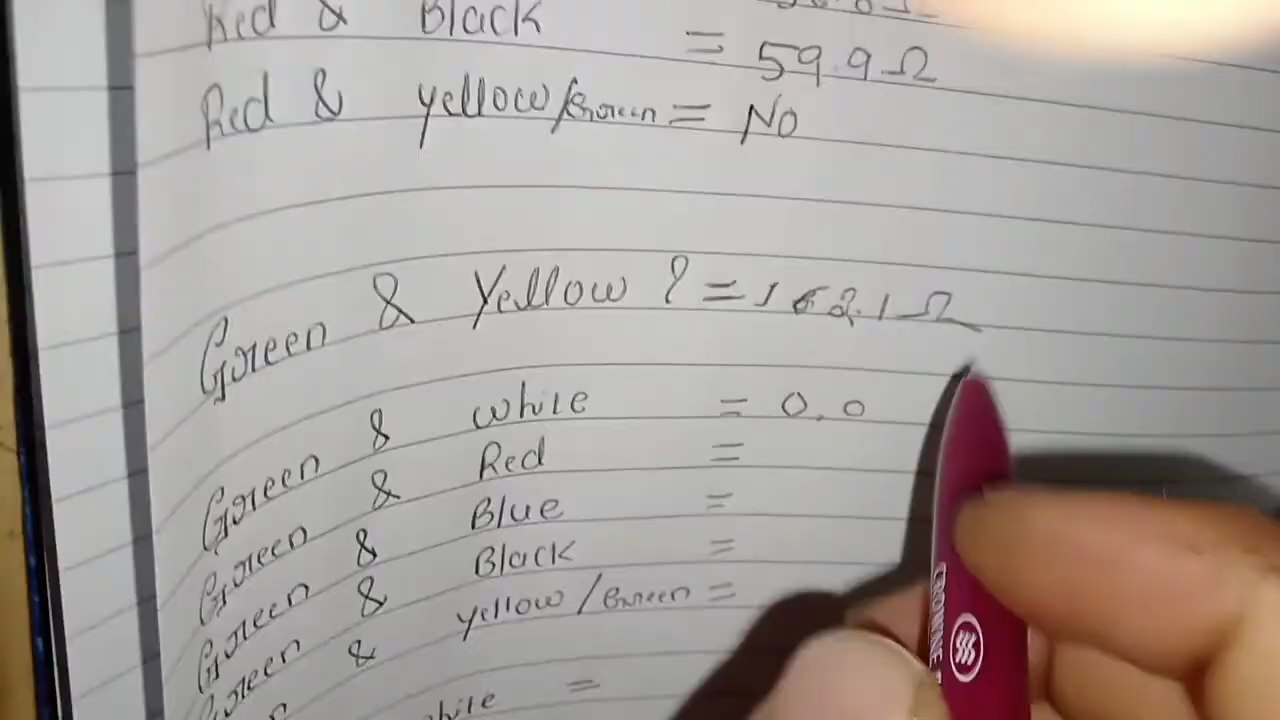 Red & Black = 59.9Ω
Red & yellow/Green = No
Green & Yellow ? = 162.1Ω
Green & White = 0.0
Green & Red =
Green & Blue =
Green & Black =
Green & yellow/Green =
=